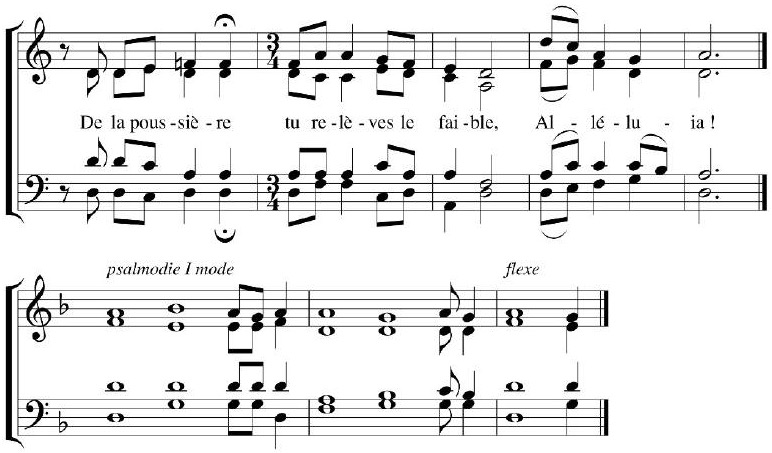 De la pous - siè - re tu re - lè - ves le fai - ble, Al - lé - lu - ia !
psalmodie I mode flexe